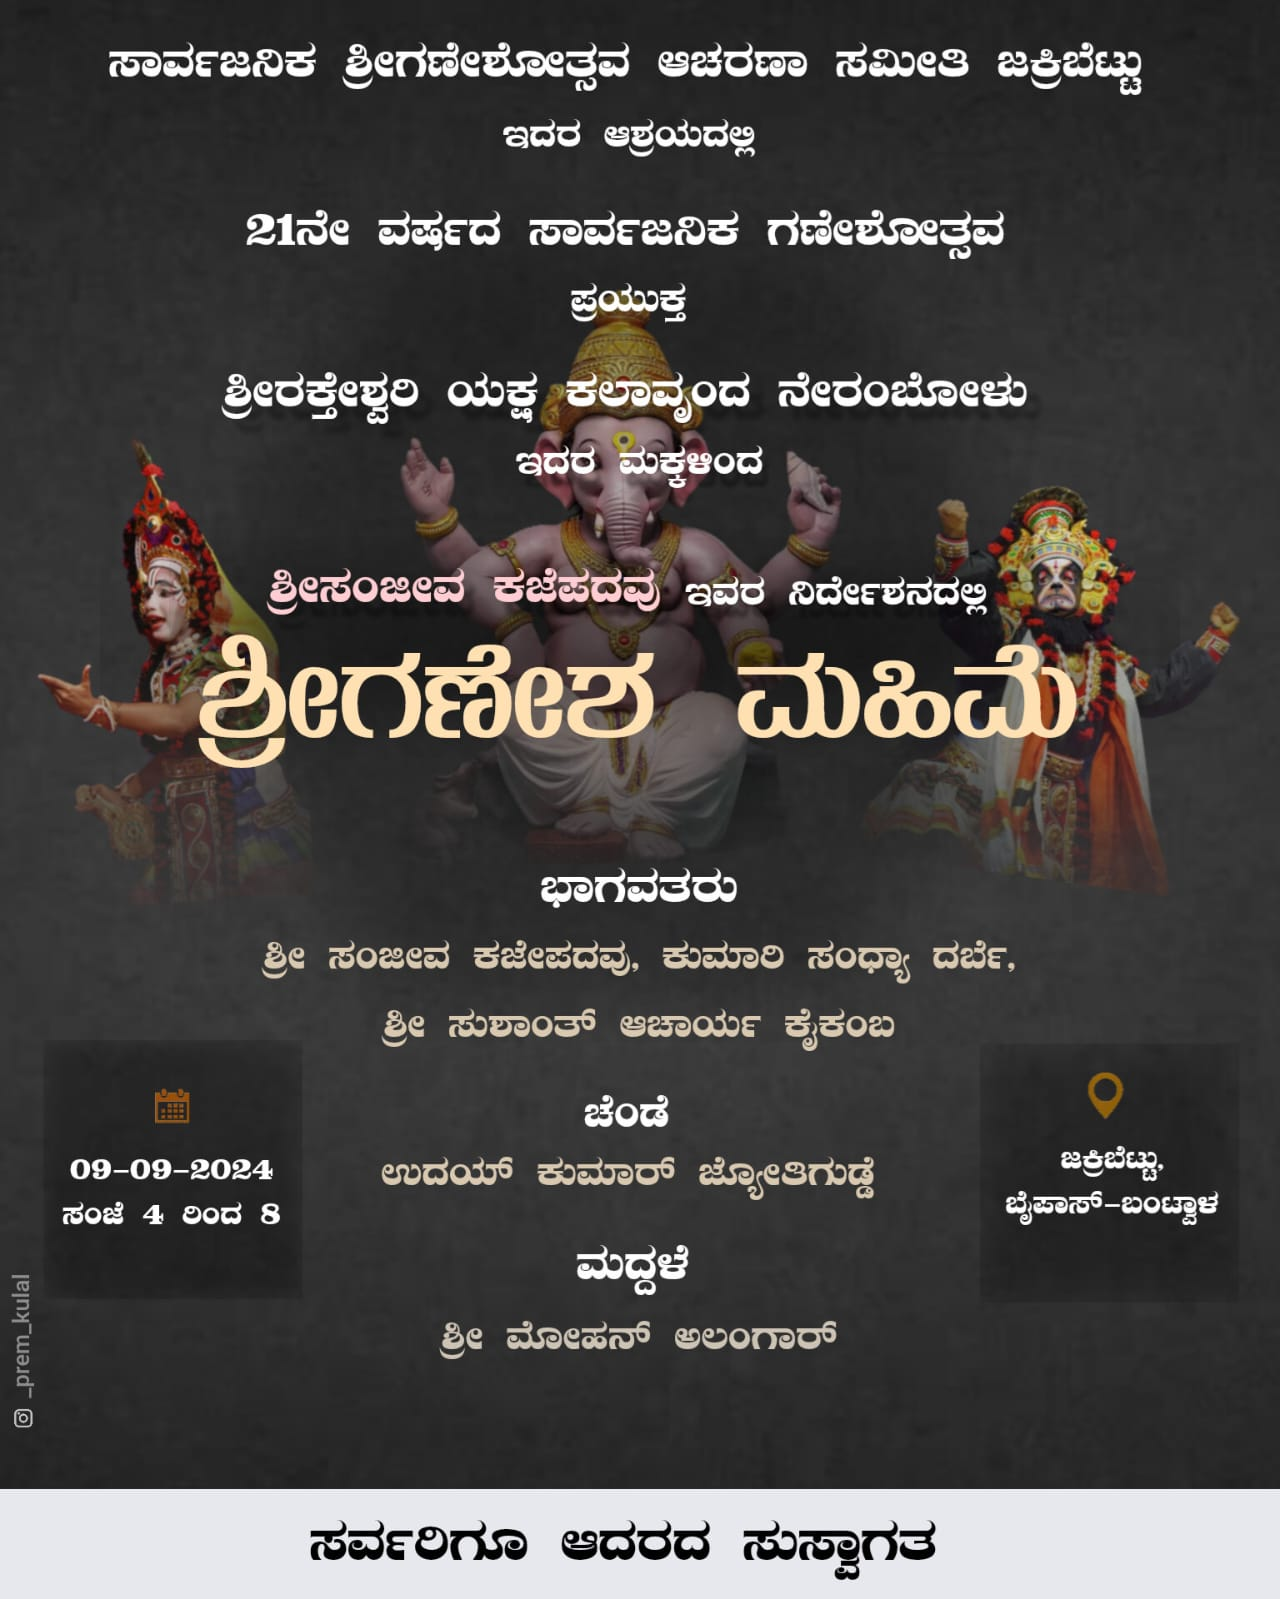 ಸಾರ್ವಜನಿಕ ಶ್ರೀಗಣೇಶೋತ್ಸವ ಆಚರಣಾ ಸಮೀತಿ ಜಕ್ರಿಬೆಟ್ಟು
ಇದರ ಆಶ್ರಯದಲ್ಲಿ
21ನೇ ವರ್ಷದ ಸಾರ್ವಜನಿಕ ಗಣೇಶೋತ್ಸವ
ಪ್ರಯುಕ್ತ
ಶ್ರೀರಕ್ತೇಶ್ವರಿ ಯಕ್ಷ ಕಲಾವೃಂದ ನೇರಂಬೋಳು
ಇದರ ಮಕ್ಕಳಿಂದ
ಶ್ರೀಸಂಜೀವ ಕಜೆಪದವು ಇವರ ನಿರ್ದೇಶನದಲ್ಲಿ
ಶ್ರೀಗಣೇಶ ಮಹಿಮೆ
ಭಾಗವತರು
ಶ್ರೀ ಸಂಜೀವ ಕಜೇಪದವು, ಕುಮಾರಿ ಸಂಧ್ಯಾ ದರ್ಬೆ,
ಶ್ರೀ ಸುಶಾಂತ್ ಆಚಾರ್ಯ ಕೈಕಂಬ
ಚೆಂಡೆ
ಉದಯ್ ಕುಮಾರ್ ಜ್ಯೋತಿಗುಡ್ಡೆ
ಮದ್ದಳೆ
ಶ್ರೀ ಮೋಹನ್ ಅಲಂಗಾರ್
09-09-2024
ಸಂಜೆ 4 ರಿಂದ 8
ಜಕ್ರಿಬೆಟ್ಟು,
ಬೈಪಾಸ್-ಬಂಟ್ವಾಳ
_prem_kulal
ಸರ್ವರಿಗೂ ಆದರದ ಸುಸ್ವಾಗತ